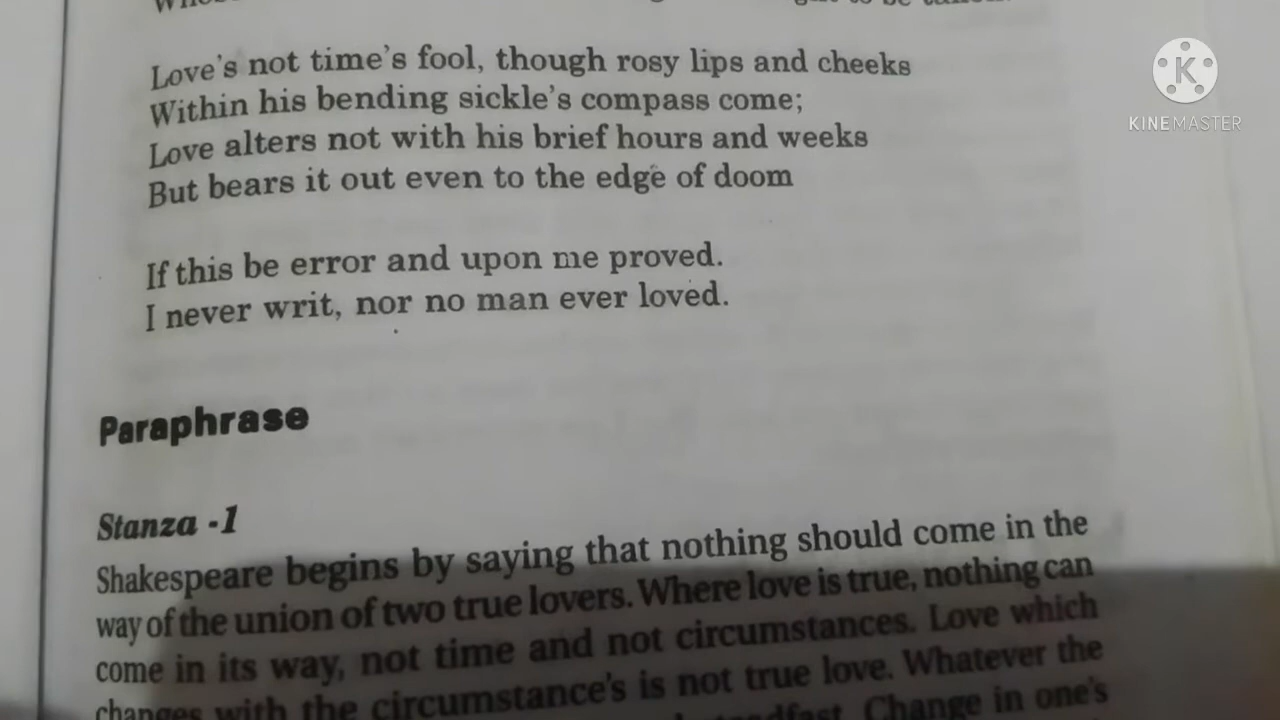 to be
Love's not time's fool, though rosy lips and cheeks
Within his bending sickle's compass come;
Love alters not with his brief hours and weeks
But bears it out even to the edge of doom
If this be error and upon me proved.
I never writ, nor no man ever loved.
Paraphrase
Stanza -1
Shakespeare begins by saying that nothing should come in the
way of the union of two true lovers. Where love is true, nothing can
come in its way, not time and not circumstances. Love which
changes with the circumstance's is not true love. Whatever the
Change in one's
KINEMASTER